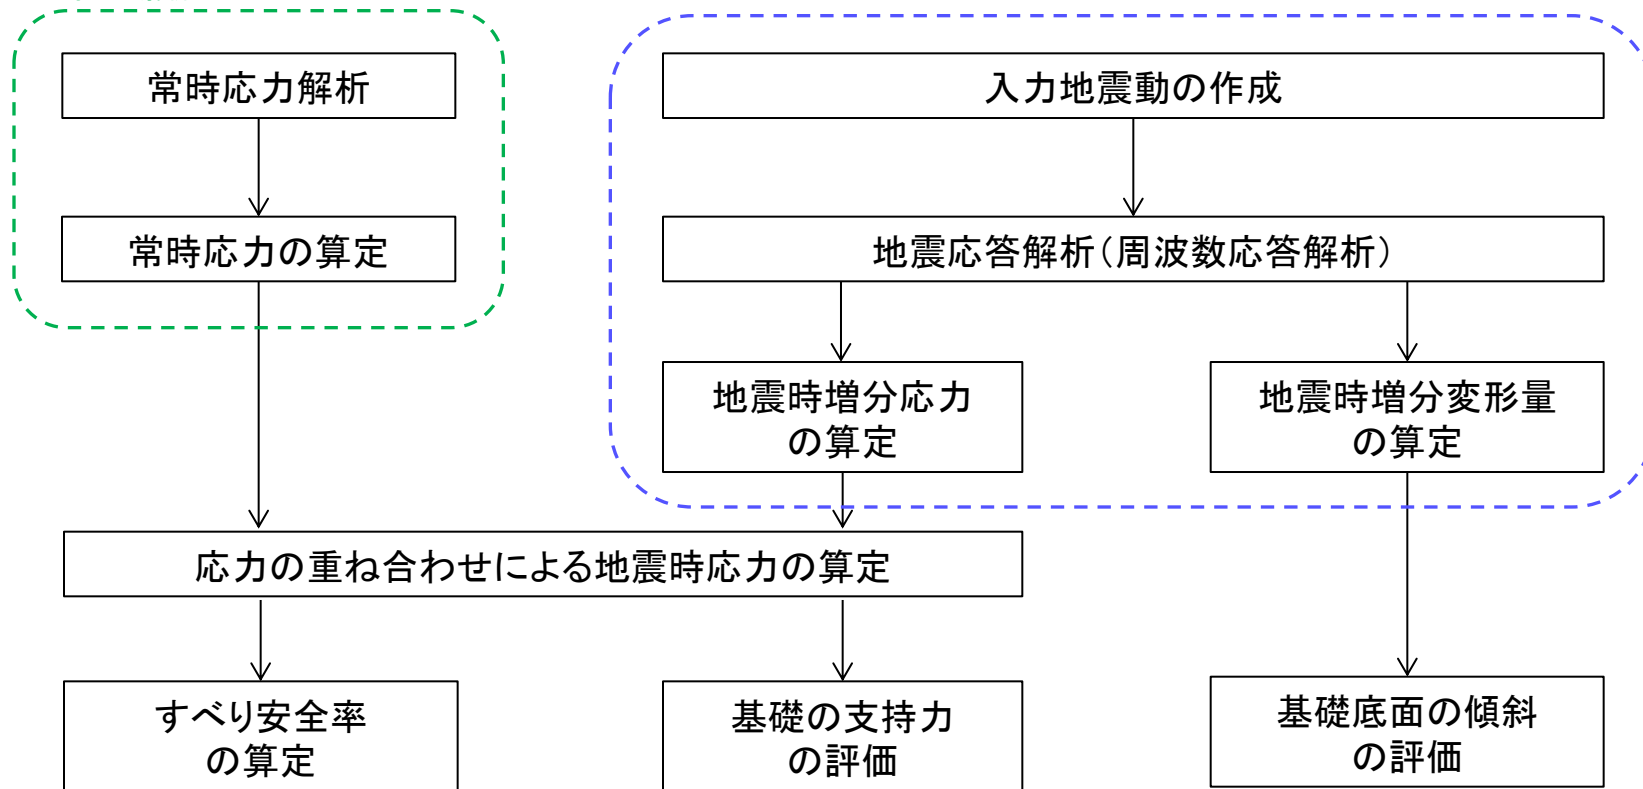 常時応力解析
入力地震動の作成
常時応力の算定
地震応答解析(周波数応答解析)
地震時増分応力
の算定
地震時増分変形量
の算定
応力の重ね合わせによる地震時応力の算定
すべり安全率
の算定
基礎の支持力
の評価
基礎底面の傾斜
の評価